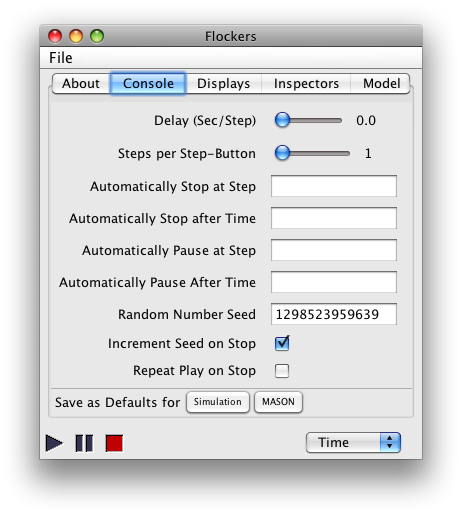 Flockers
File
About Console Displays Inspectors Model
Delay (Sec/Step) 0.0
Steps per Step-Button 1
Automatically Stop at Step
Automatically Stop after Time
Automatically Pause at Step
Automatically Pause After Time
Random Number Seed 1298523959639
Increment Seed on Stop
Repeat Play on Stop
Save as Defaults for Simulation MASON
Time